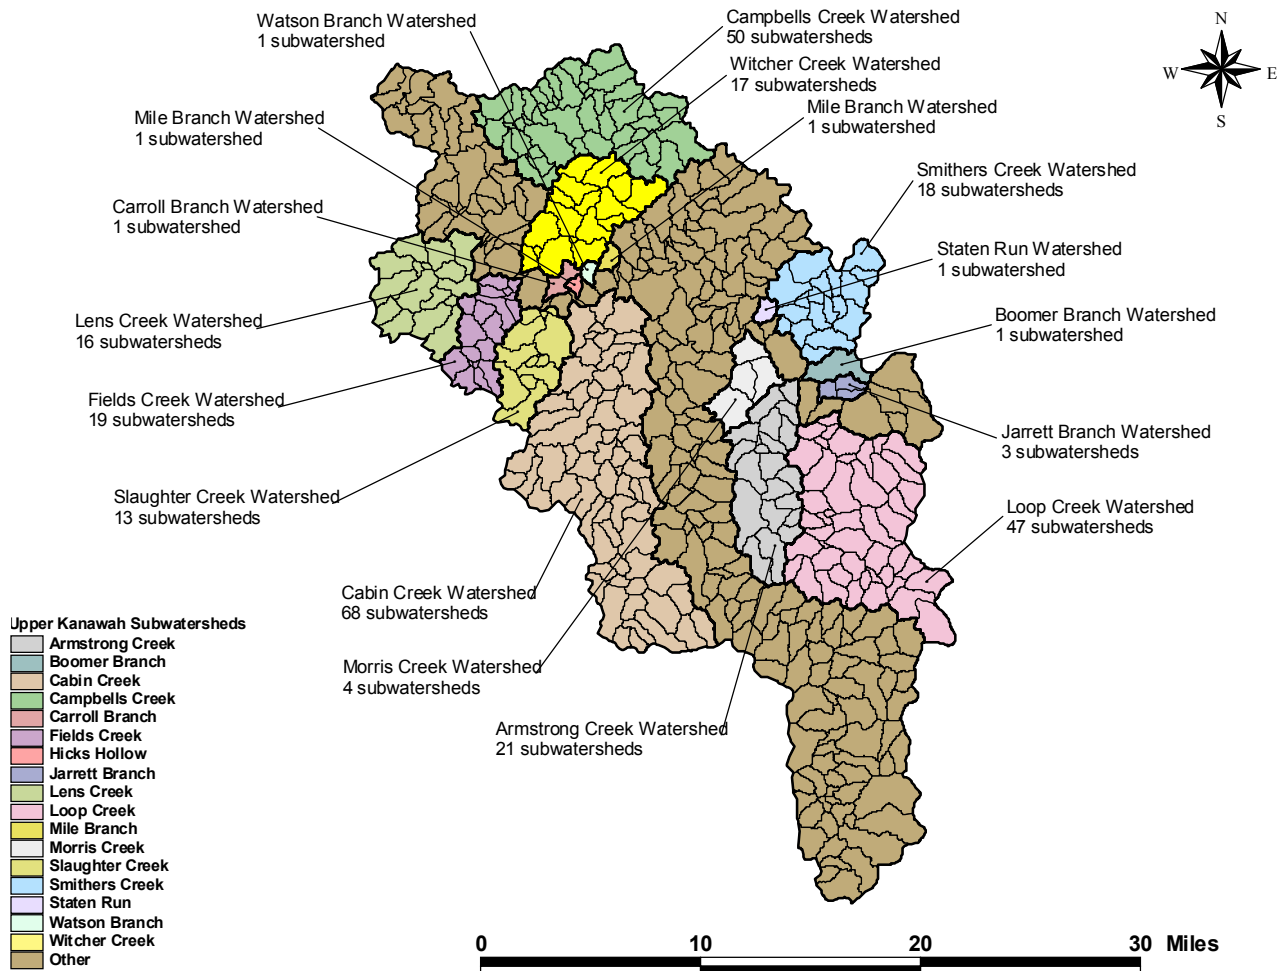 Watson Branch Watershed
1 subwatershed
Campbells Creek Watershed
50 subwatersheds
Witcher Creek Watershed
17 subwatersheds
Mile Branch Watershed
1 subwatershed
Mile Branch Watershed
1 subwatershed
Smithers Creek Watershed
18 subwatersheds
Carroll Branch Watershed
1 subwatershed
Staten Run Watershed
1 subwatershed
Lens Creek Watershed
16 subwatersheds
Boomer Branch Watershed
1 subwatershed
Fields Creek Watershed
19 subwatersheds
Jarrett Branch Watershed
3 subwatersheds
Slaughter Creek Watershed
13 subwatersheds
Loop Creek Watershed
47 subwatersheds
Cabin Creek Watershed
68 subwatersheds
Morris Creek Watershed
4 subwatersheds
Armstrong Creek Watershed
21 subwatersheds
N
W
E
S
Upper Kanawah Subwatersheds
Armstrong Creek
Boomer Branch
Cabin Creek
Campbells Creek
Carroll Branch
Fields Creek
Hicks Hollow
Jarrett Branch
Lens Creek
Loop Creek
Mile Branch
Morris Creek
Slaughter Creek
Smithers Creek
Staten Run
Watson Branch
Witcher Creek
Other
0 10 20 30 Miles